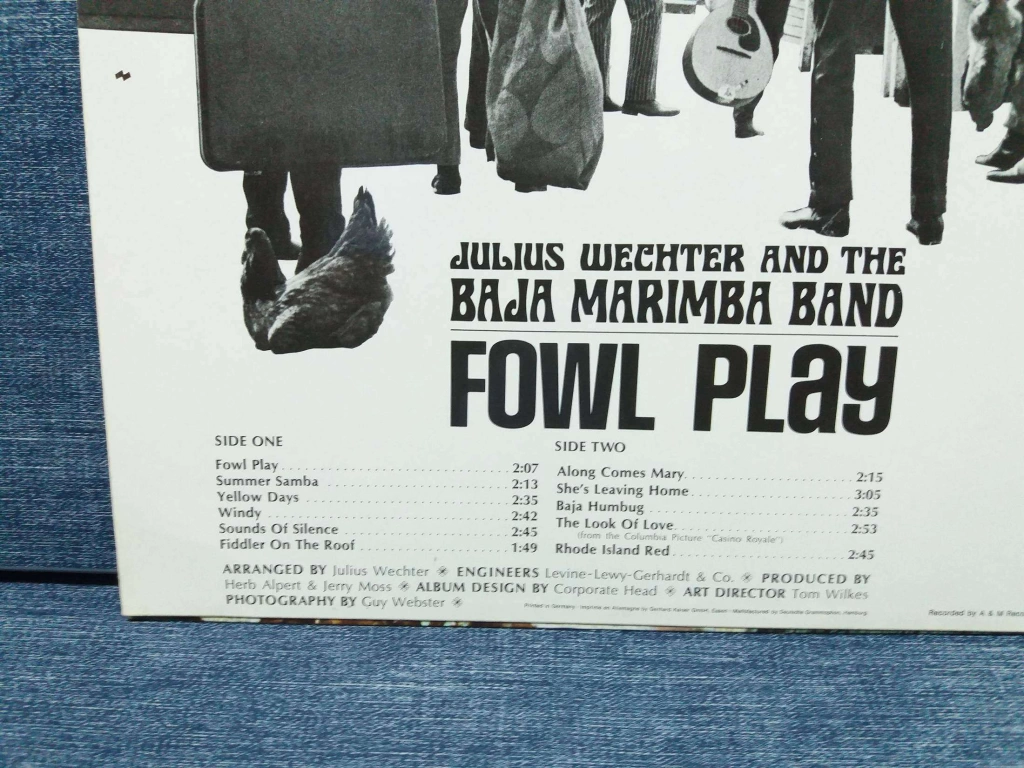 JULIUS WECHTER AND THE
BAJA MARIMBA BAND
FOWL PLAY
SIDE ONE
Fowl Play . . . . . . . . . . . . . . . . . . . . . . . . . . . . 2:07
Summer Samba . . . . . . . . . . . . . . . . . . . . . . . 2:13
Yellow Days . . . . . . . . . . . . . . . . . . . . . . . . . . 2:35
Windy . . . . . . . . . . . . . . . . . . . . . . . . . . . . . . 2:42
Sounds Of Silence . . . . . . . . . . . . . . . . . . . . . 2:45
Fiddler On The Roof . . . . . . . . . . . . . . . . . . . 1:49
SIDE TWO
Along Comes Mary . . . . . . . . . . . . . . . . . . . . . 2:15
She's Leaving Home . . . . . . . . . . . . . . . . . . . . 3:05
Baja Humbug . . . . . . . . . . . . . . . . . . . . . . . . . 2:35
The Look Of Love . . . . . . . . . . . . . . . . . . . . . . 2:53
(from the Columbia Picture "Casino Royale")
Rhode Island Red . . . . . . . . . . . . . . . . . . . . . . 2:45
ARRANGED BY Julius Wechter ✳ ENGINEERS Levine-Lewy-Gerhardt & Co. ✳ PRODUCED BY
Herb Alpert & Jerry Moss ✳ ALBUM DESIGN BY Corporate Head ✳ ART DIRECTOR Tom Wilkes
PHOTOGRAPHY BY Guy Webster ✳
Printed in Germany
Recorded by A & M